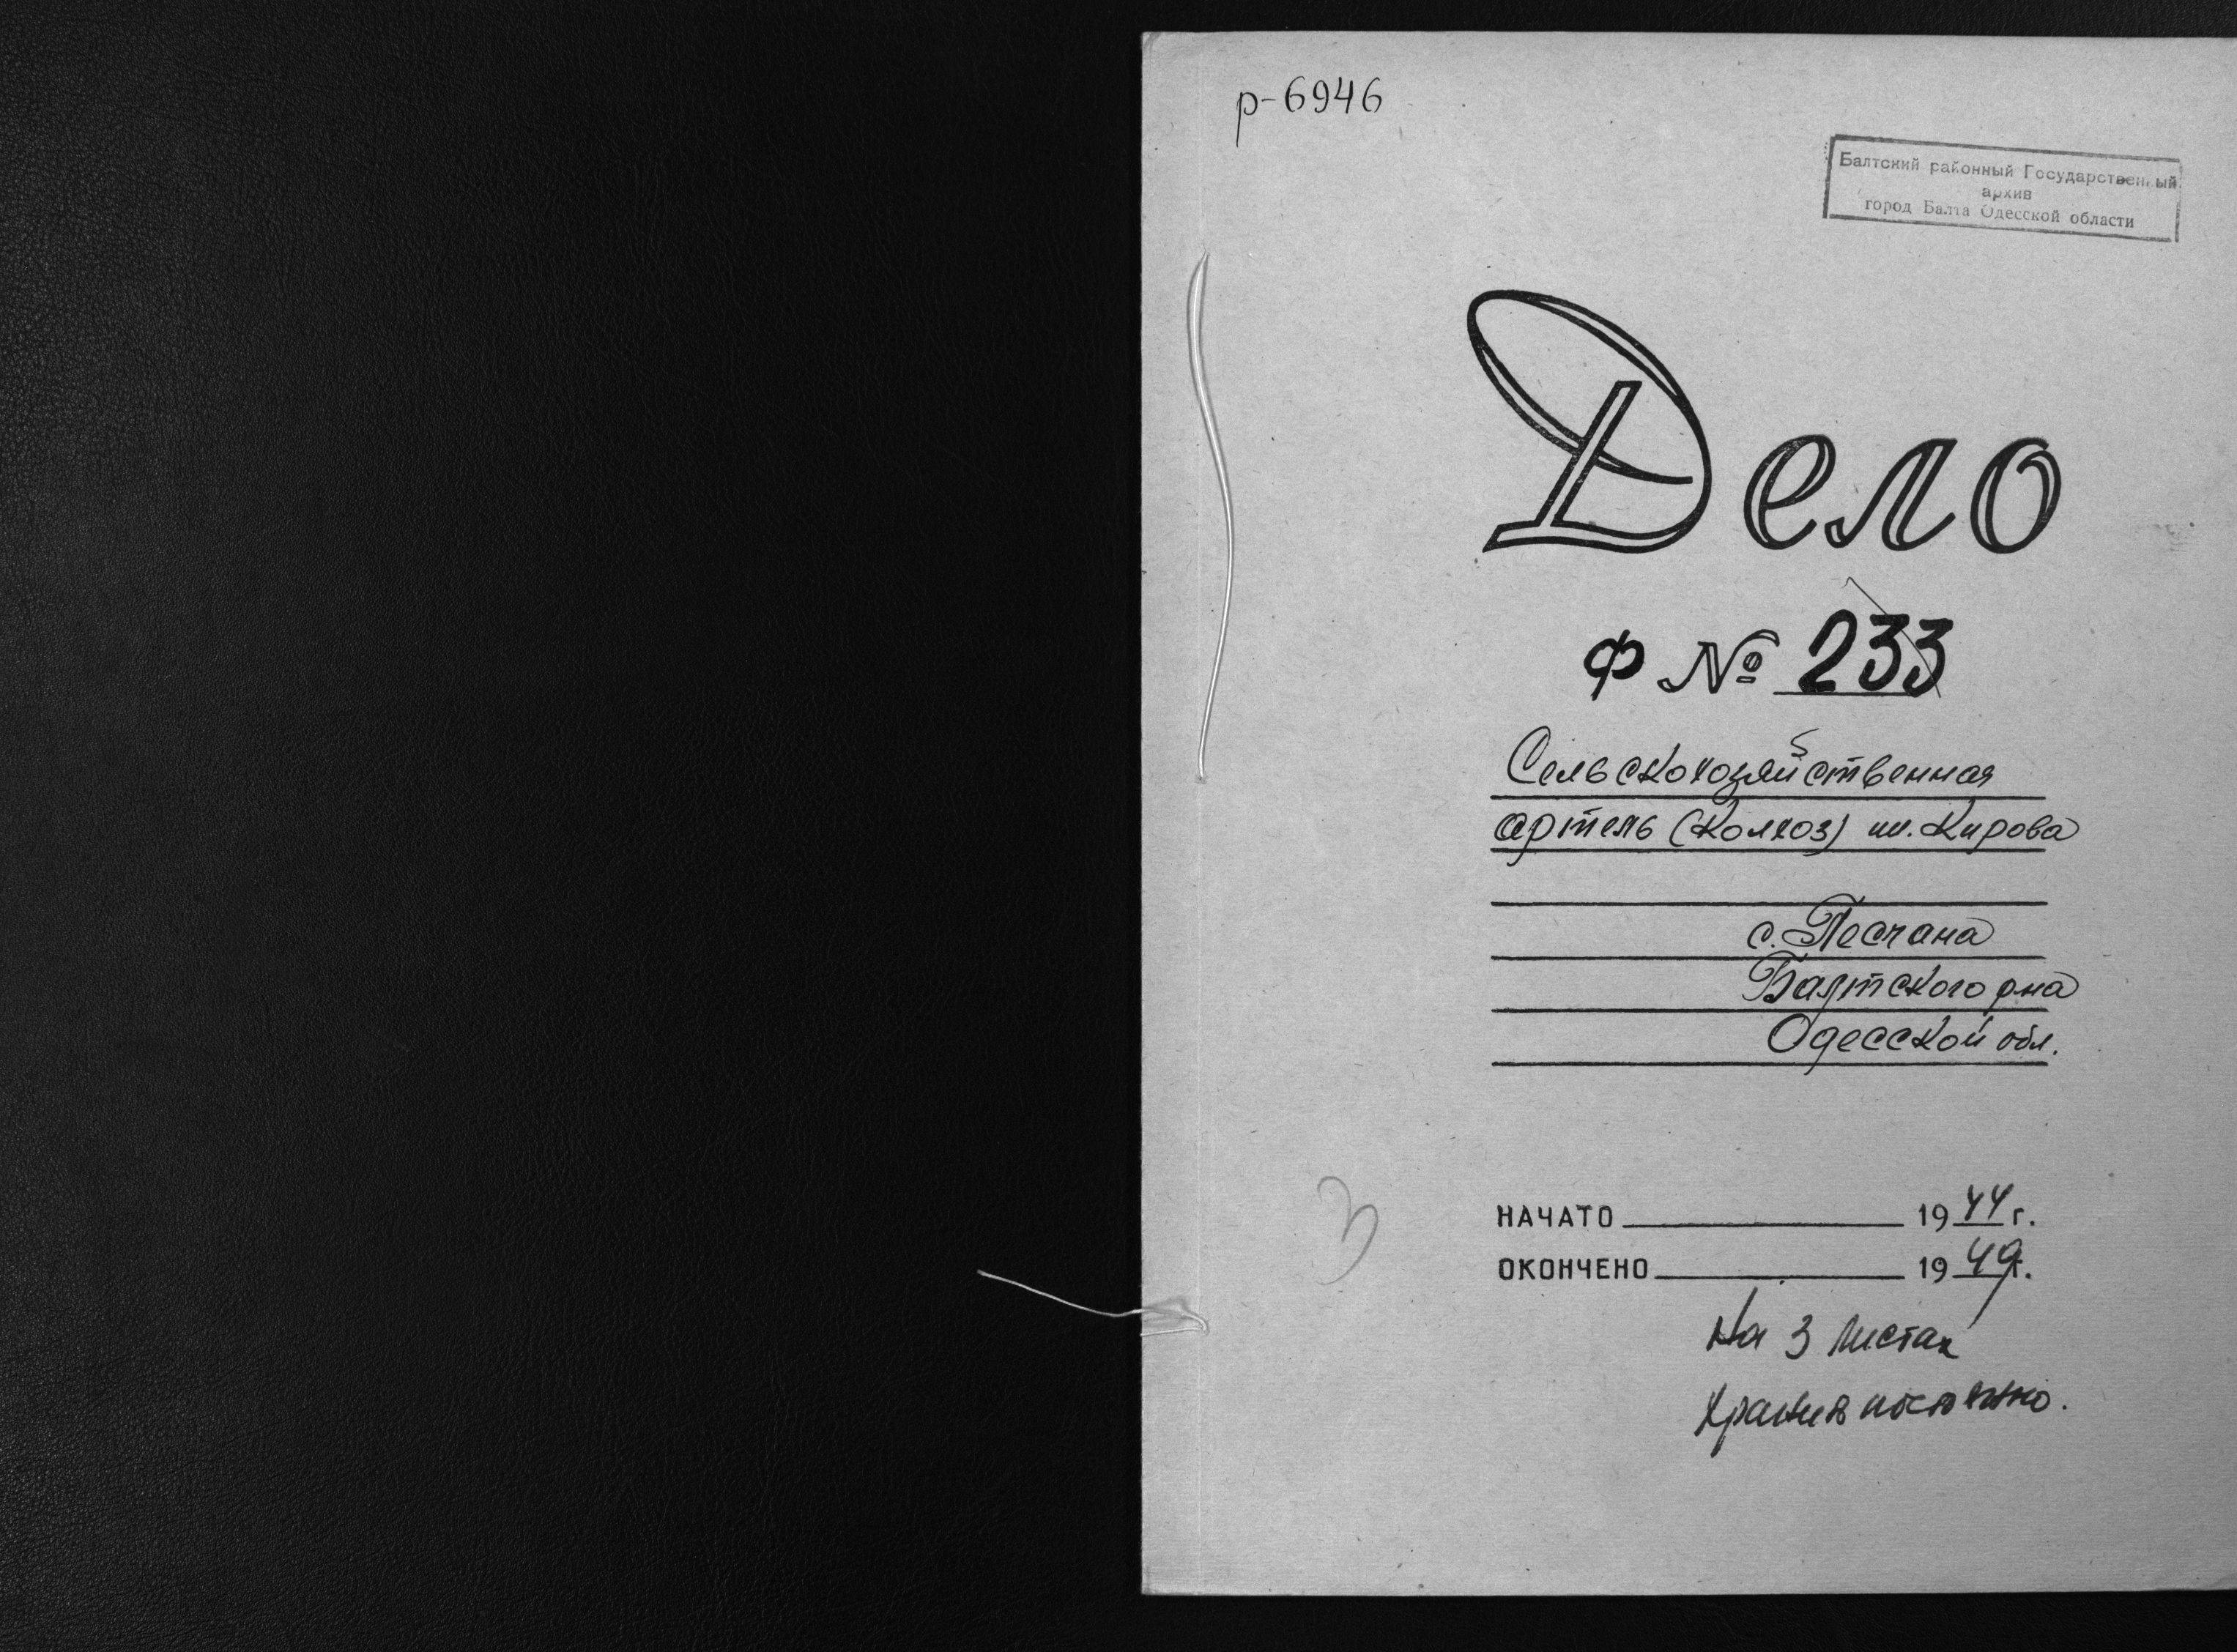 р-6946
Балтский районный Государственный
архив
город Балта Одесской области
Дело
Ф № 233
Сельскохозяйственная
артель (Колхоз) им. Кирова
с. Песчана
Балтского р-на
Одесской обл.
3
НАЧАТО 1944 г.
ОКОНЧЕНО 1949 г.
На 3 листах
Хранить постоянно.